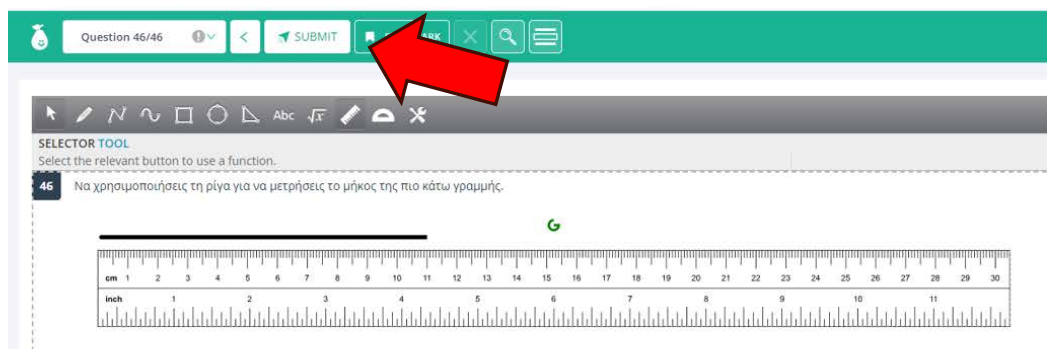 Question 46/46
SUBMIT
Abc
SELECTOR TOOL
Select the relevant button to use a function.
46 Να χρησιμοποιήσεις τη ρίγα για να μετρήσεις το μήκος της πιο κάτω γραμμής.
cm 1 2 3 4 5 6 7 8 9 10 11 12 13 14 15 16 17 18 19 20 21 22 23 24 25 26 27 28 29 30
inch 1 2 3 4 5 6 7 8 9 10 11